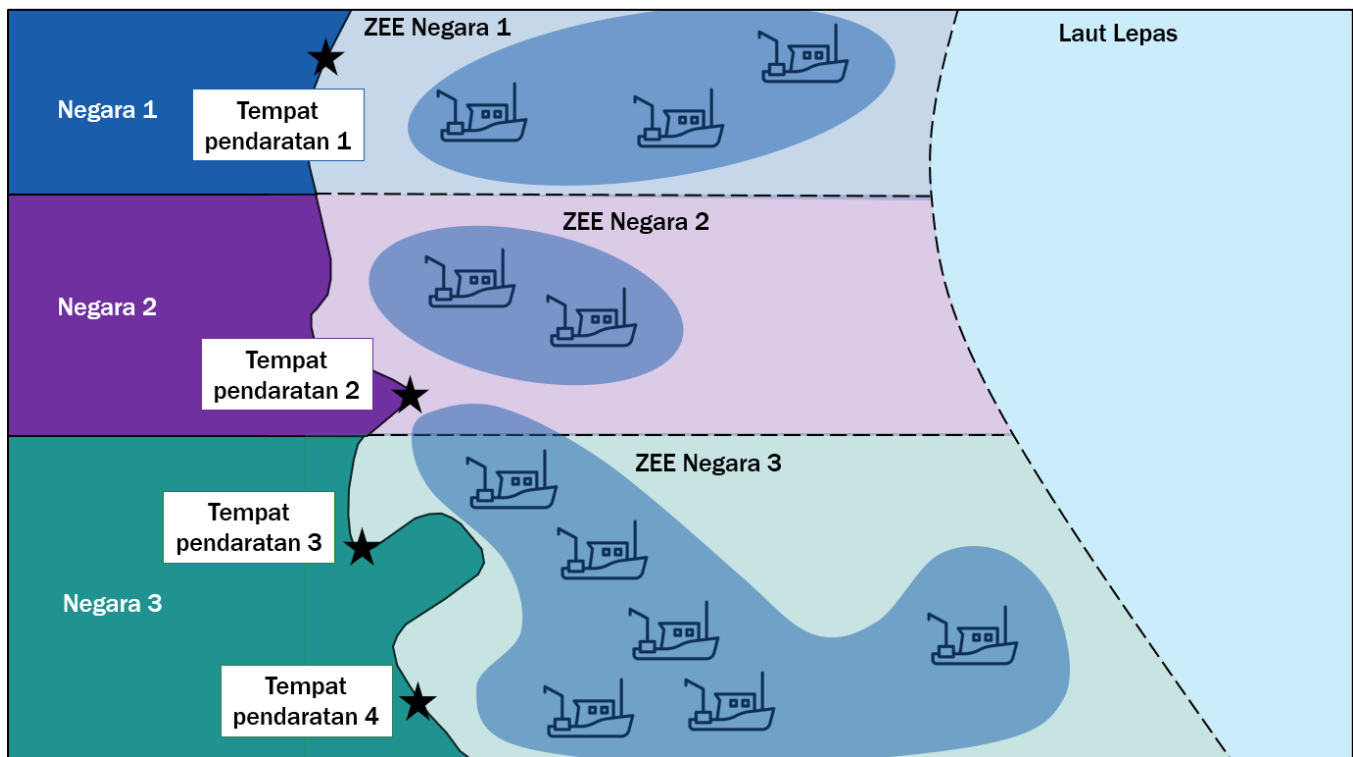 ZEE Negara 1
Laut Lepas
Negara 1
Tempat
pendaratan 1
ZEE Negara 2
Negara 2
Tempat
pendaratan 2
ZEE Negara 3
Tempat
pendaratan 3
Negara 3
Tempat
pendaratan 4